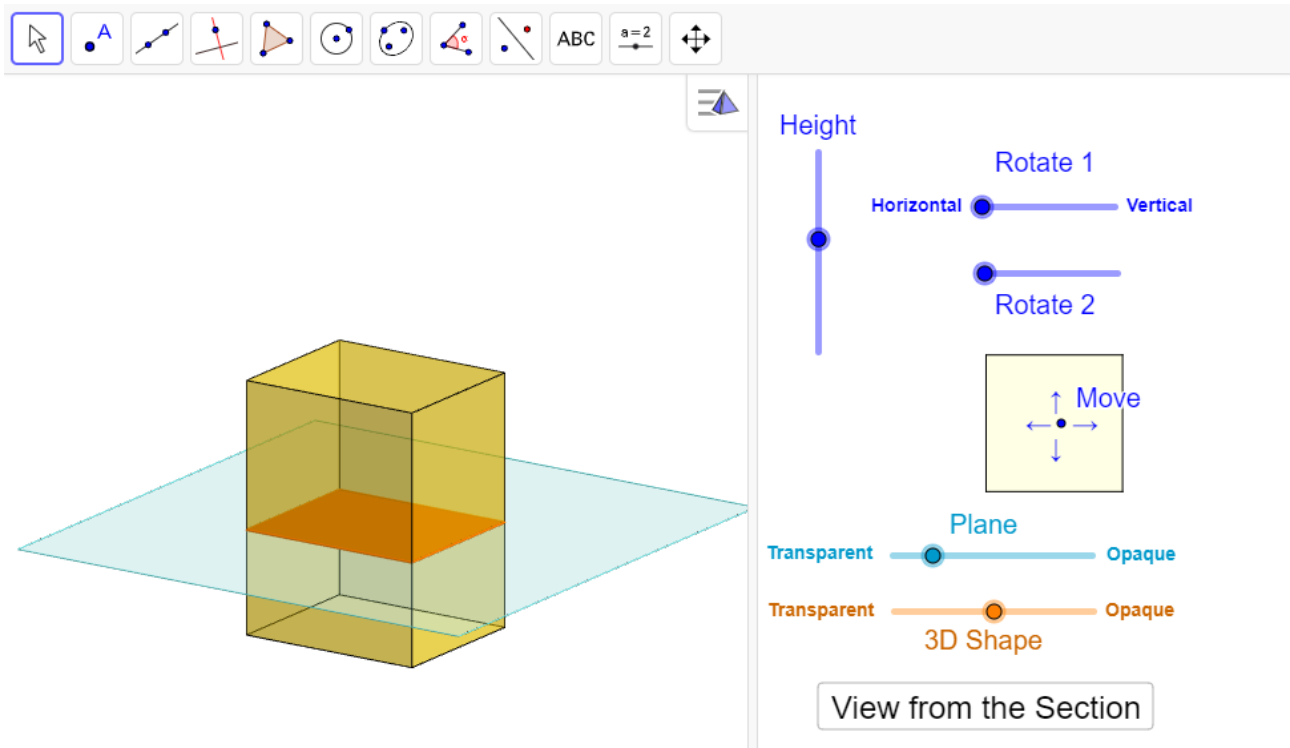 A
α
ABC
a = 2
Height
Rotate 1
Horizontal Vertical
Rotate 2
Move
Plane
Transparent Opaque
Transparent Opaque
3D Shape
View from the Section